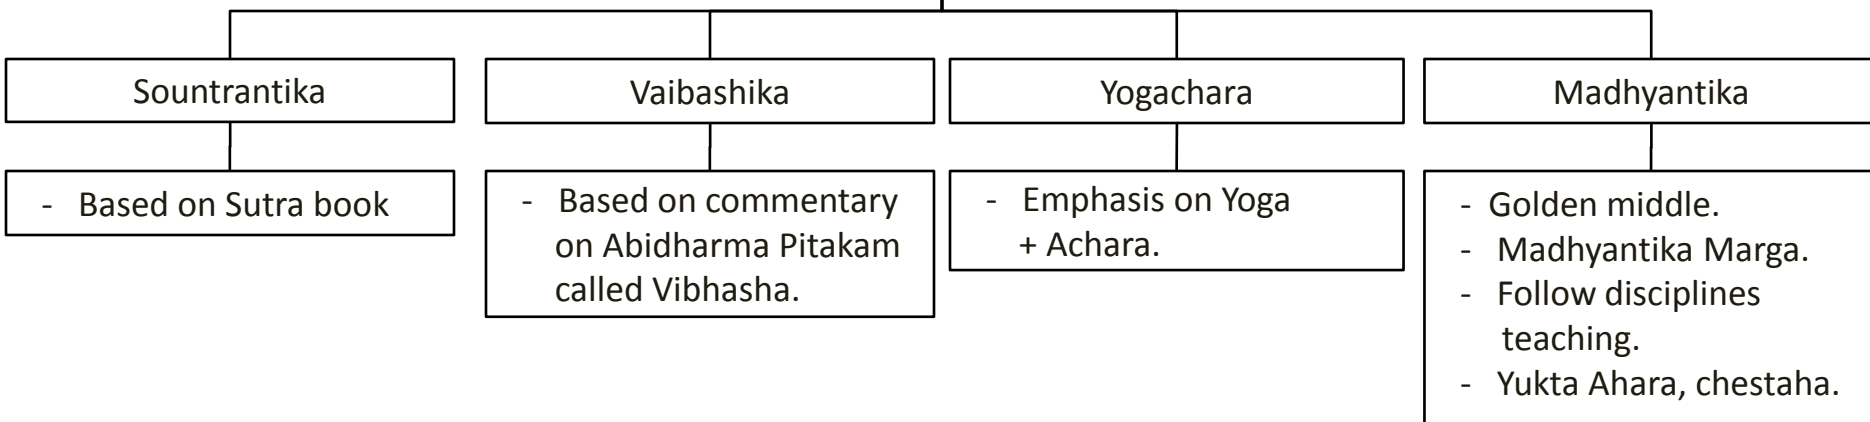 Sountrantika
- Based on Sutra book
Vaibashika
- Based on commentary
on Abidharma Pitakam
called Vibhasha.
Yogachara
- Emphasis on Yoga
+ Achara.
Madhyantika
- Golden middle.
- Madhyantika Marga.
- Follow disciplines
teaching.
- Yukta Ahara, chestaha.